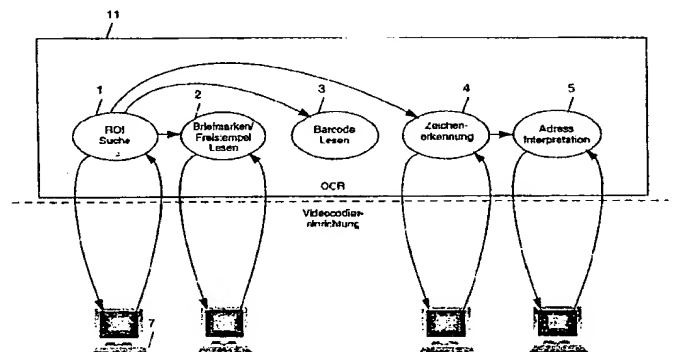 11
1
2
3
4
5
ROI
Suche
Briefmarken/
Freistempel
Lesen
Barcode
Lesen
Zeichen-
erkennung
Adress
Interpretation
OCR
Videocodier-
einrichtung
7